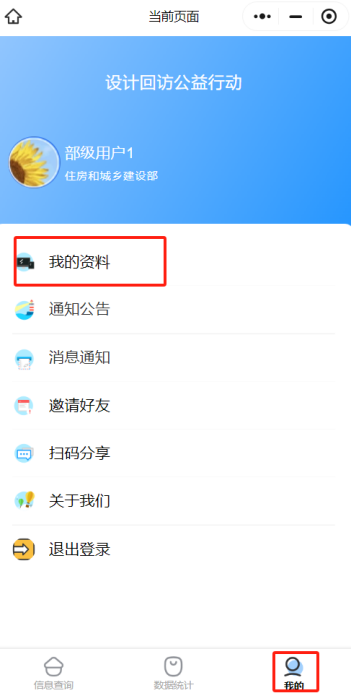 当前页面
设计回访公益行动
部级用户1
住房和城乡建设部
我的资料
通知公告
消息通知
邀请好友
扫码分享
关于我们
退出登录
信息查询
数据统计
我的